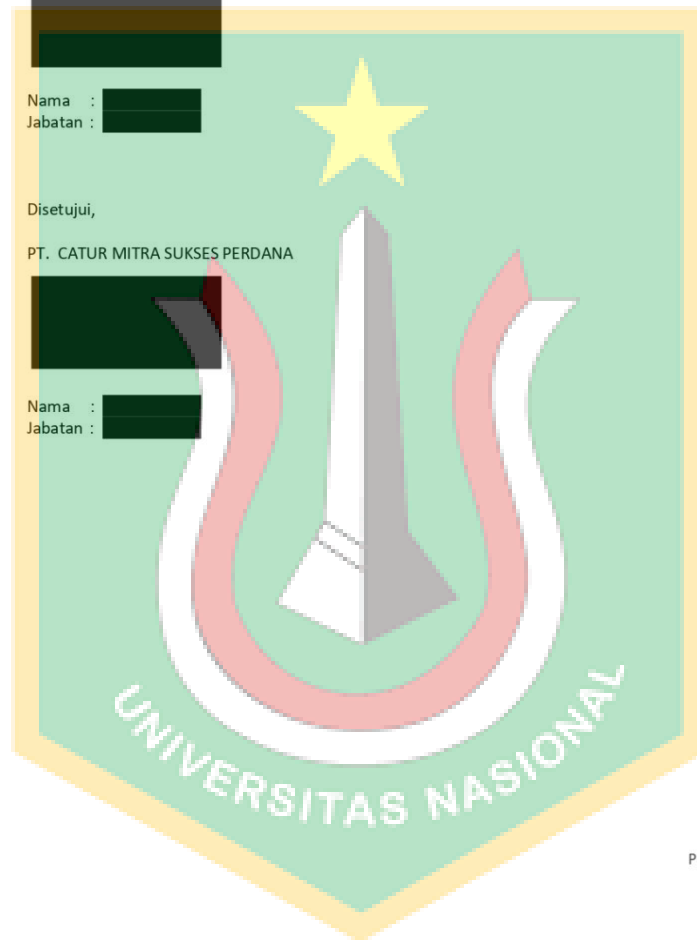 Nama :
Jabatan :
Disetujui,
PT. CATUR MITRA SUKSES PERDANA
Nama :
Jabatan :
UNIVERSITAS NASIONAL
P